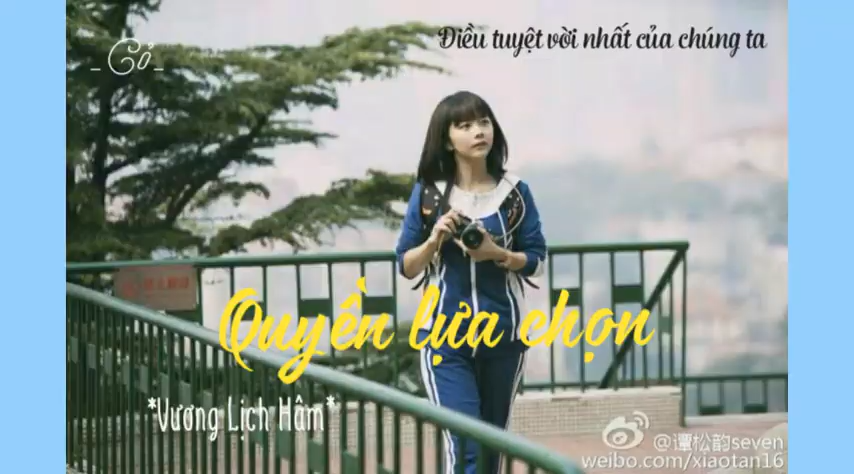 Điều tuyệt vời nhất của chúng ta
_ Cỏ _
Quyền lựa chọn
*Vương Lịch Hâm*
@谭松韵seven
weibo.com/xiaotan16